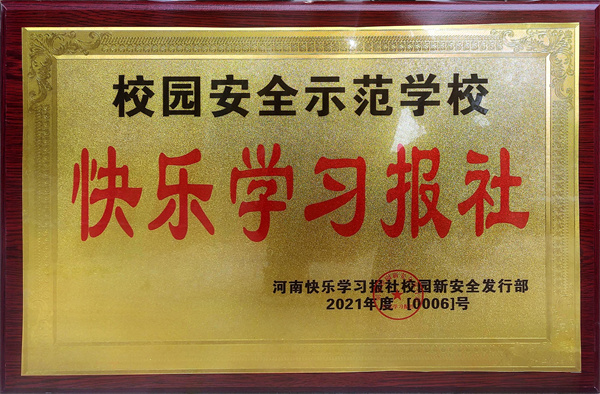 校园安全示范学校
快乐学习报社
河南快乐学习报社校园新安全发行部
2021年度 [0006]号